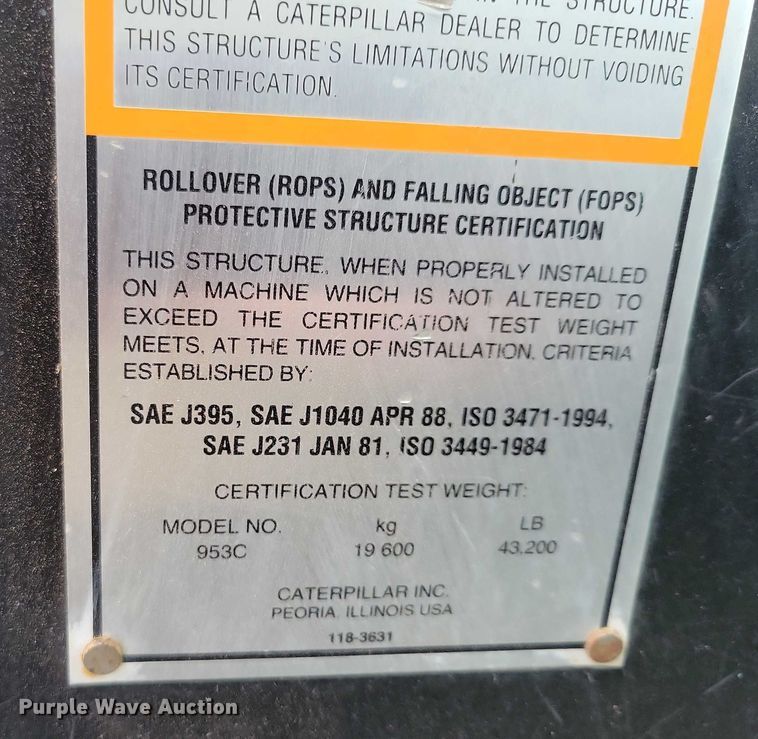 THE STRUCTURE.
CONSULT A CATERPILLAR DEALER TO DETERMINE
THIS STRUCTURE'S LIMITATIONS WITHOUT VOIDING
ITS CERTIFICATION.
ROLLOVER (ROPS) AND FALLING OBJECT (FOPS)
PROTECTIVE STRUCTURE CERTIFICATION
THIS STRUCTURE, WHEN PROPERLY INSTALLED
ON A MACHINE WHICH IS NOT ALTERED TO
EXCEED THE CERTIFICATION TEST WEIGHT
MEETS, AT THE TIME OF INSTALLATION, CRITERIA
ESTABLISHED BY:
SAE J395, SAE J1040 APR 88, ISO 3471-1994,
SAE J231 JAN 81, ISO 3449-1984
CERTIFICATION TEST WEIGHT:
MODEL NO. kg LB
953C 19 600 43,200
CATERPILLAR INC.
PEORIA, ILLINOIS USA
118-3631
Purple Wave Auction